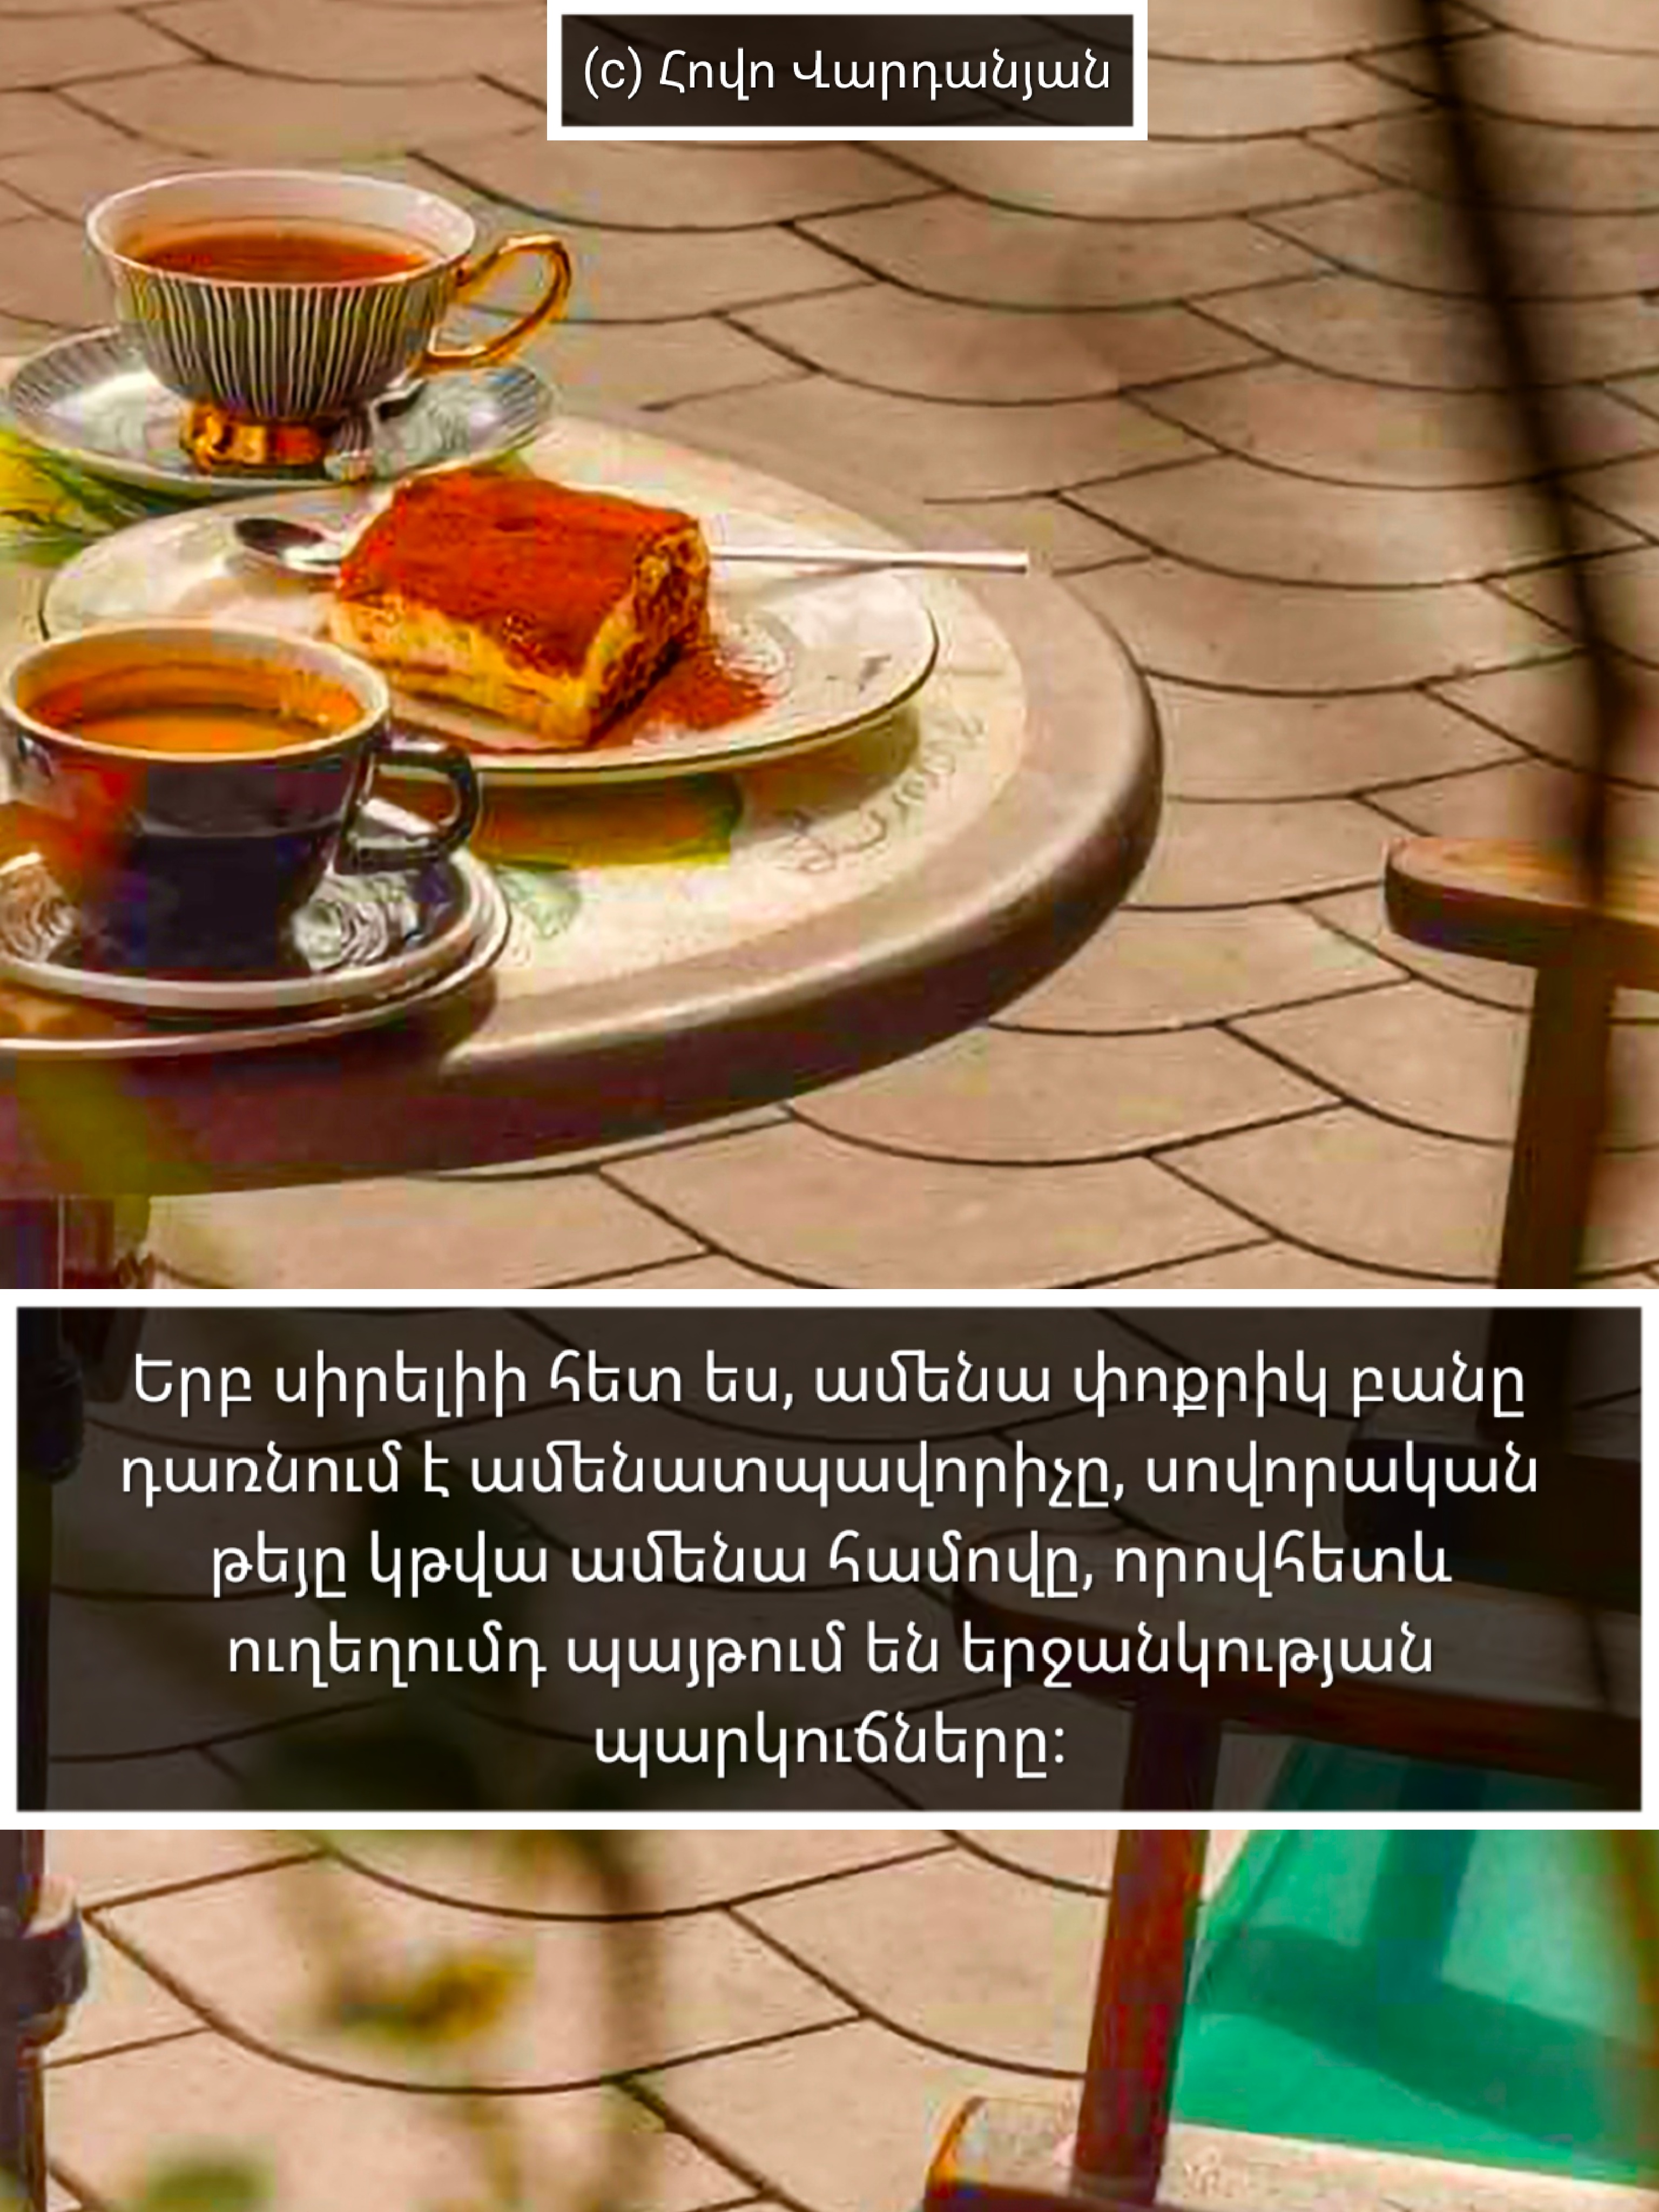 (c) Հովո Վարդանյան
Երբ սիրելիի հետ ես, ամենա փոքրիկ բանը
դառնում է ամենատպավորիչը, սովորական
թեյը կթվա ամենա համովը, որովհետև
ուղեղումդ պայթում են երջանկության
պարկուճները: